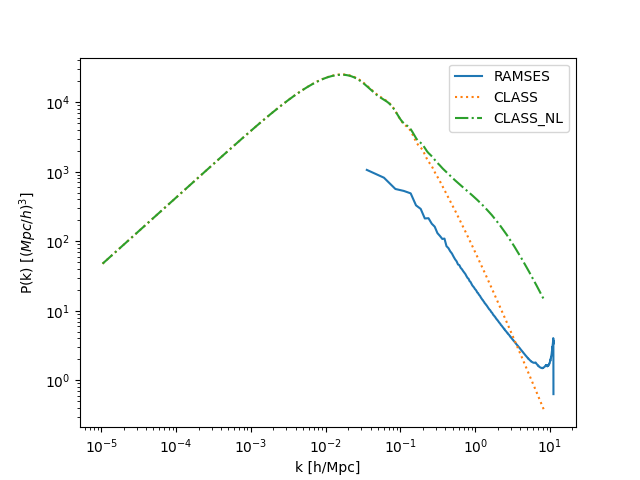 RAMSES
CLASS
CLASS_NL
P(k) [(Mpc/h)³]
10⁴
10³
10²
10¹
10⁰
10⁻⁵
10⁻⁴
10⁻³
10⁻²
10⁻¹
10⁰
10¹
k [h/Mpc]